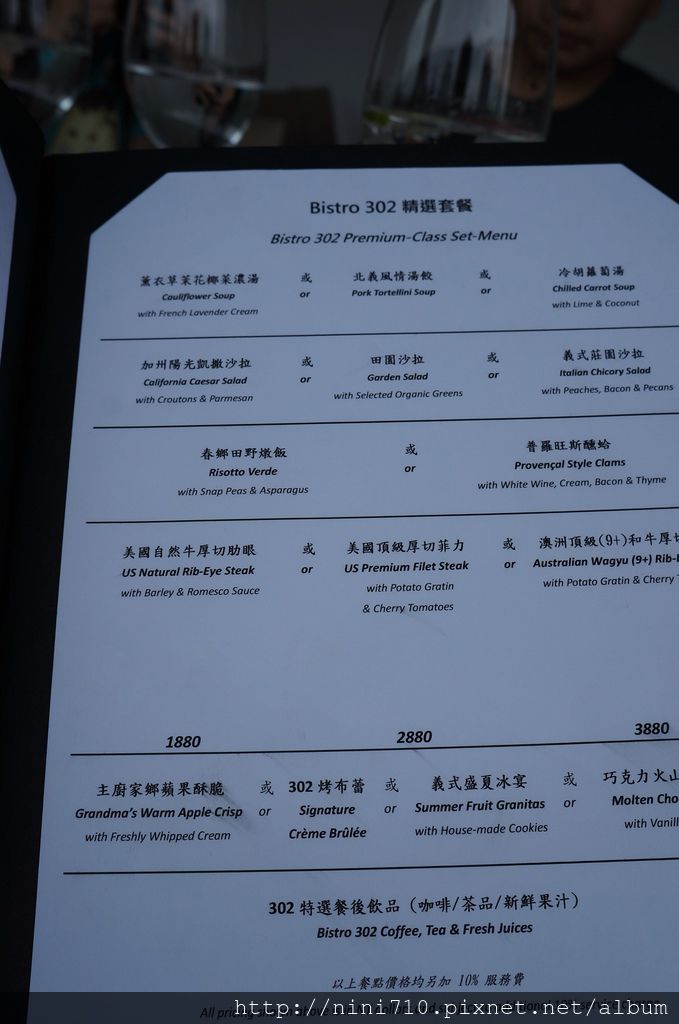 Bistro 302 精選套餐
Bistro 302 Premium-Class Set-Menu
薰衣草茉花椰菜濃湯 或 北義風情湯餃 或 冷胡蘿蔔湯
Cauliflower Soup or Pork Tortellini Soup or Chilled Carrot Soup
with French Lavender Cream with Lime & Coconut
加州陽光凱撒沙拉 或 田園沙拉 或 義式莊園沙拉
California Caesar Salad or Garden Salad or Italian Chicory Salad
with Croutons & Parmesan with Selected Organic Greens with Peaches, Bacon & Pecans
春鄉田野燉飯 或 普羅旺斯醺蛤
Risotto Verde or Provençal Style Clams
with Snap Peas & Asparagus with White Wine, Cream, Bacon & Thyme
美國自然牛厚切肋眼 或 美國頂級厚切菲力 或 澳洲頂級(9+)和牛厚切
US Natural Rib-Eye Steak or US Premium Filet Steak or Australian Wagyu (9+) Rib-
with Barley & Romesco Sauce with Potato Gratin with Potato Gratin & Cherry
& Cherry Tomatoes
1880 2880 3880
主廚家鄉蘋果酥脆 或 302 烤布蕾 或 義式盛夏冰宴 或 巧克力火山
Grandma's Warm Apple Crisp or Signature or Summer Fruit Granitas or Molten Cho
with Freshly Whipped Cream Crème Brûlée with House-made Cookies with Vanil
302 特選餐後飲品 (咖啡/茶品/新鮮果汁)
Bistro 302 Coffee, Tea & Fresh Juices
以上餐點價格均另加 10% 服務費
All pricing
http://nini710.pixnet.net/album